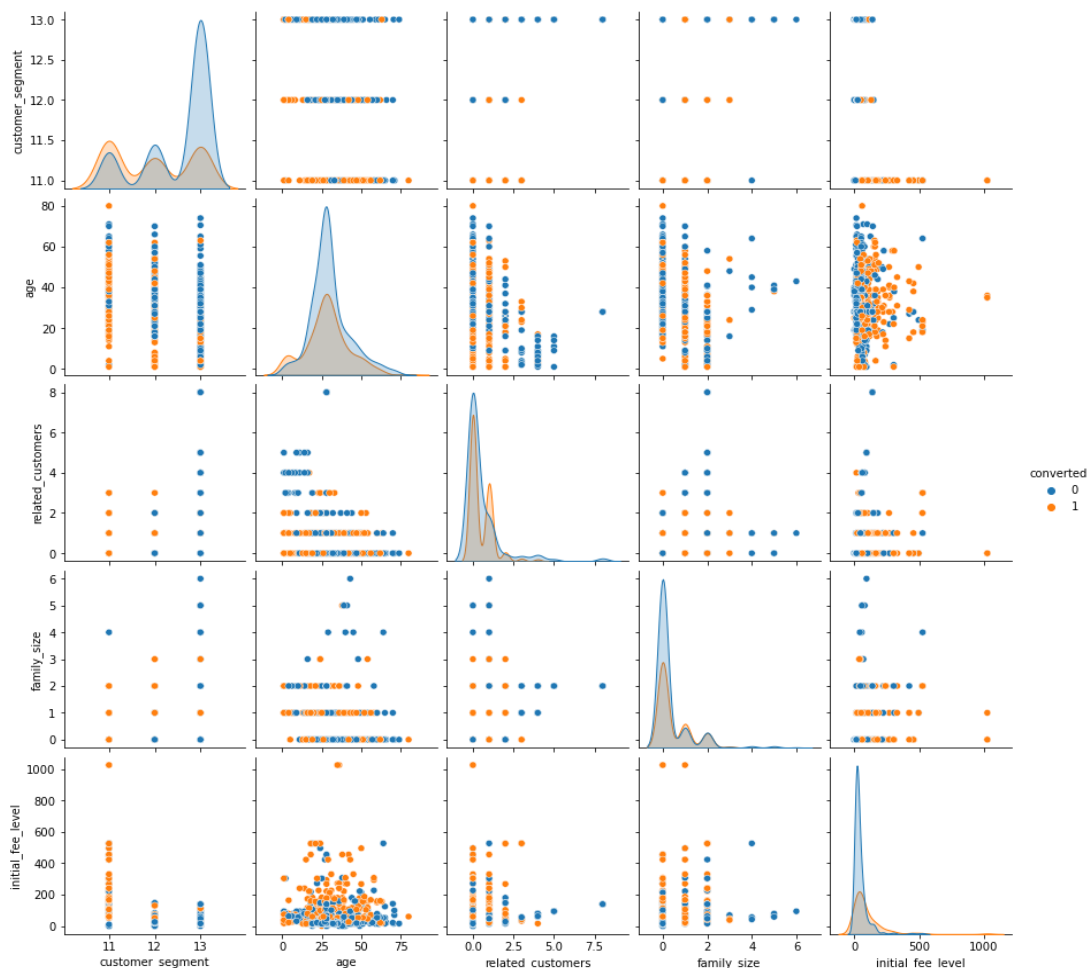 customer_segment
13.0
12.5
12.0
11.5
11.0
age
80
60
40
20
0
related_customers
8
6
4
2
0
converted
0
1
family_size
6
5
4
3
2
1
0
initial_fee_level
1000
800
600
400
200
0
11 12 13
0 25 50 75
0.0 2.5 5.0 7.5
0 2 4 6
0 500 1000
customer_segment
age
related_customers
family_size
initial_fee_level